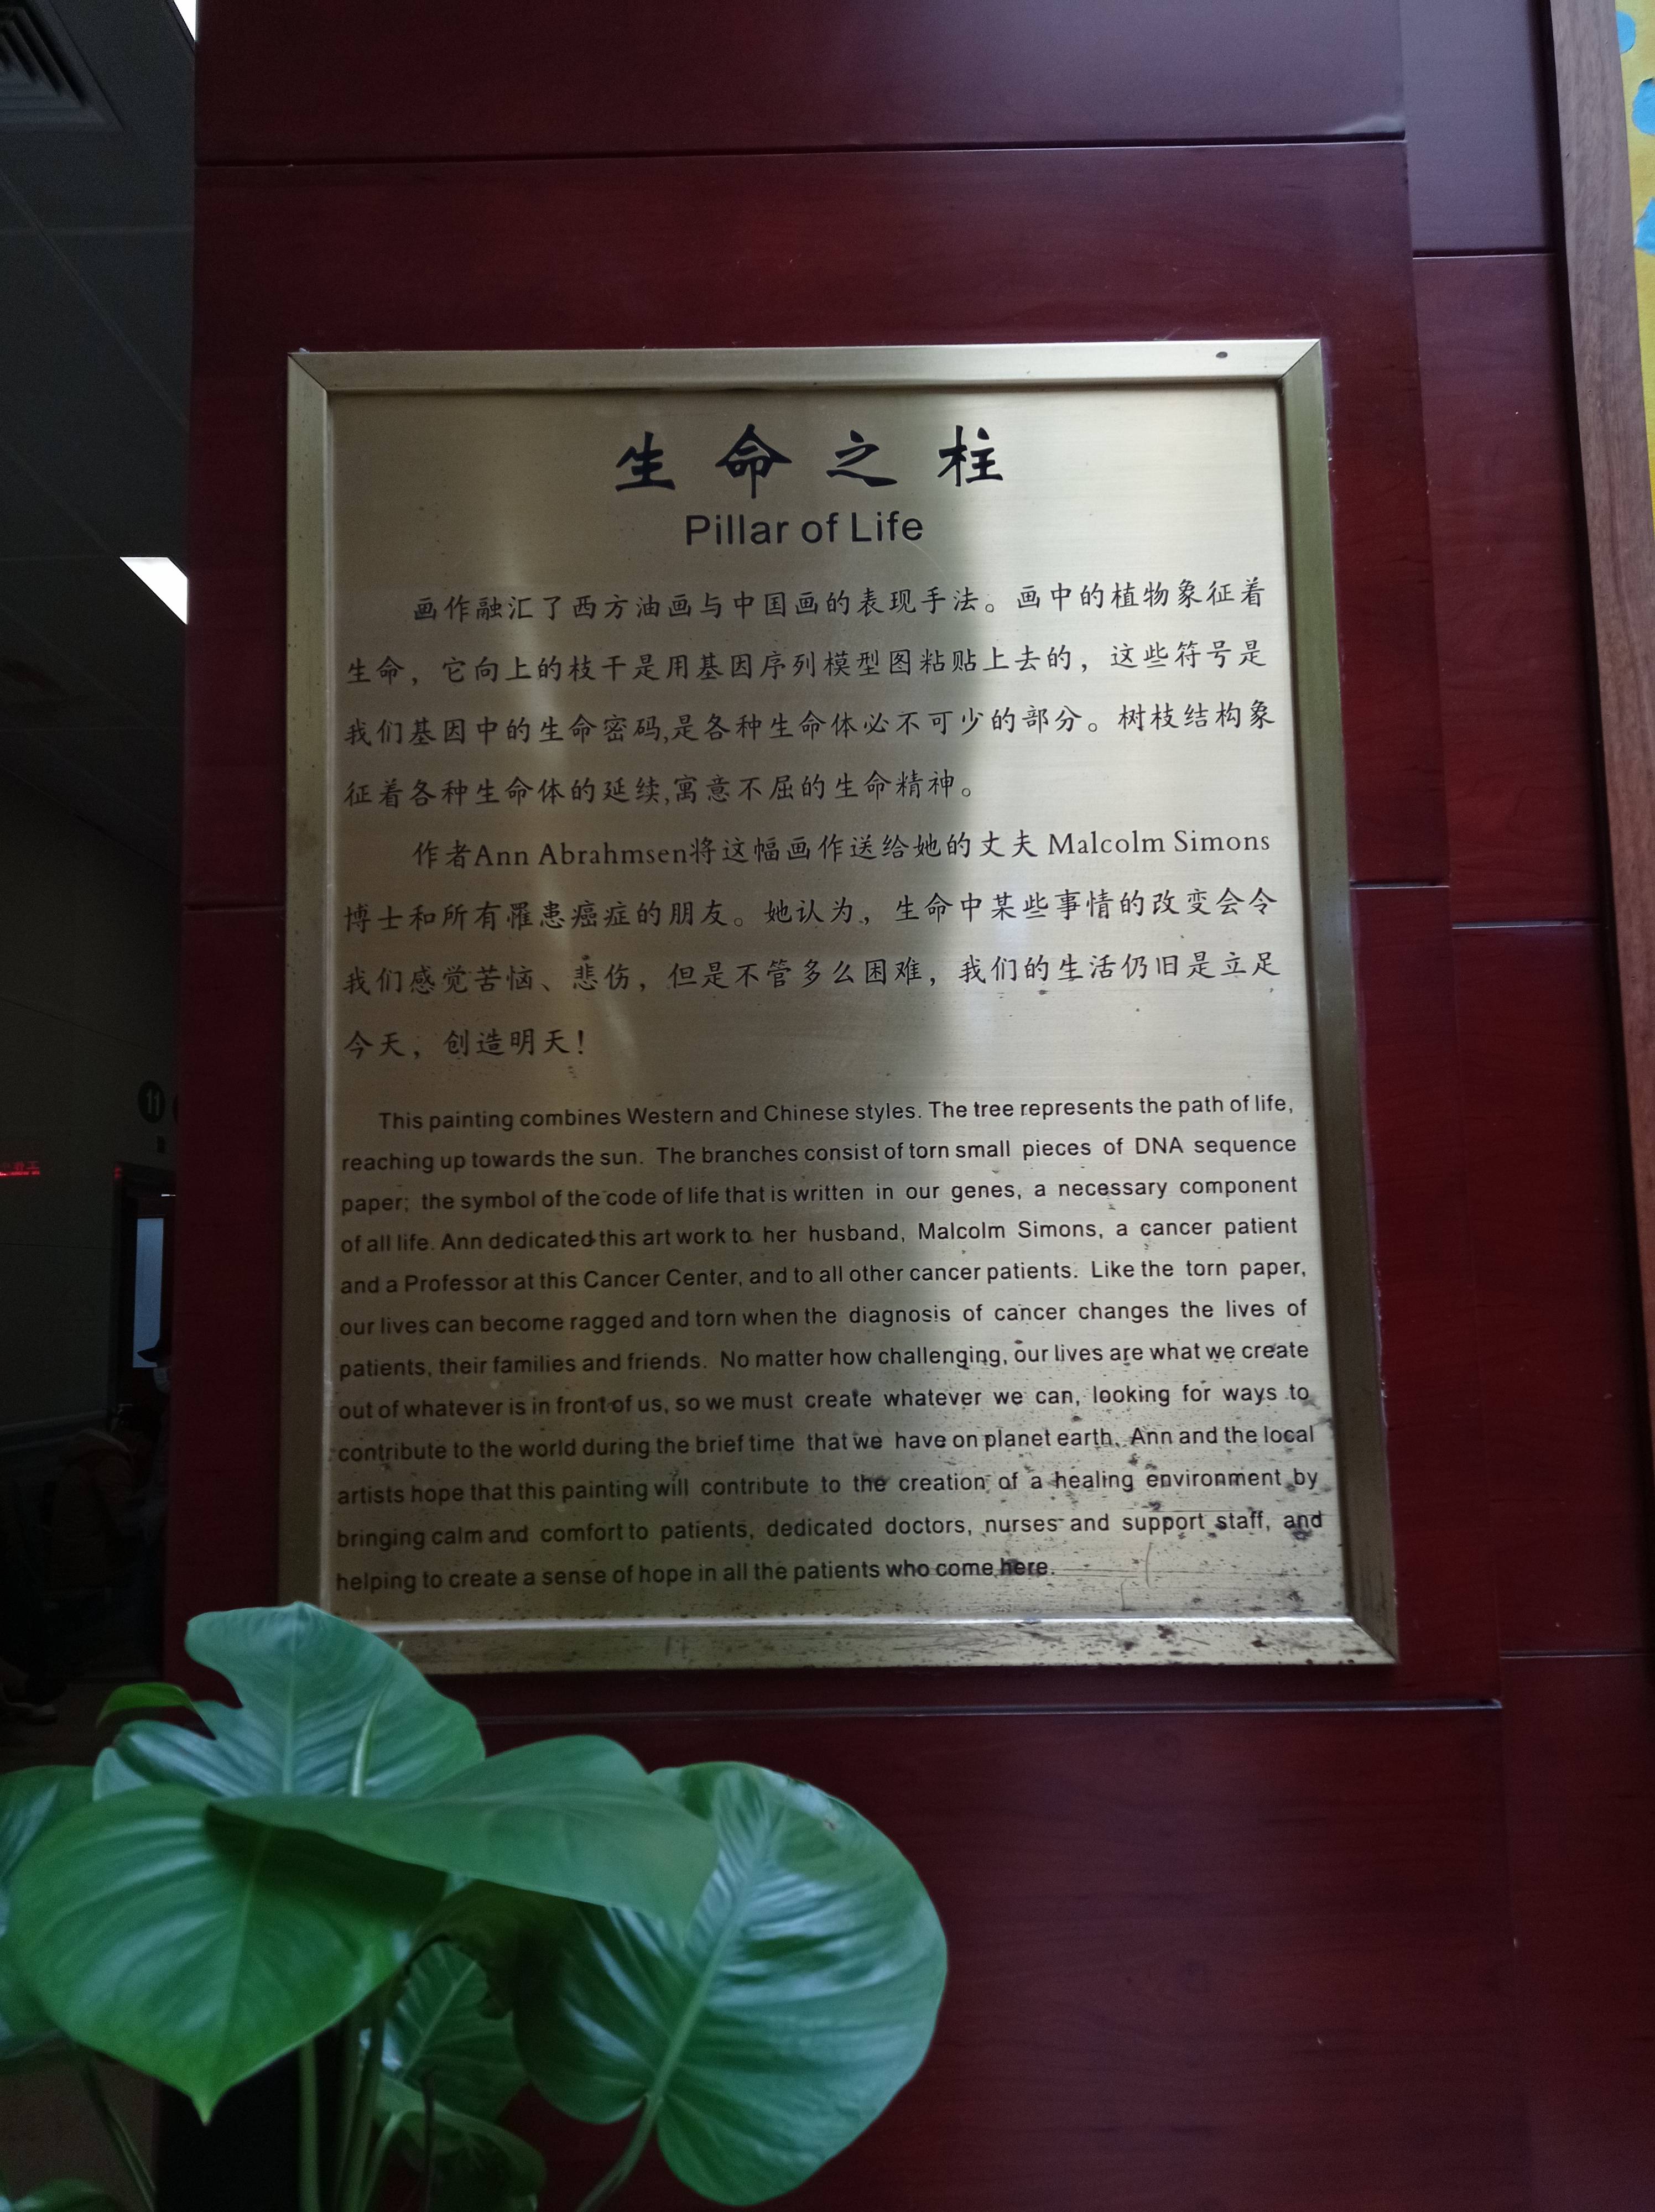 生命之柱
Pillar of Life
画作融汇了西方油画与中国画的表现手法。画中的植物象征着
生命，它向上的枝干是用基因序列模型图粘贴上去的，这些符号是
我们基因中的生命密码,是各种生命体必不可少的部分。树枝结构象
征着各种生命体的延续,寓意不屈的生命精神。
作者Ann Abrahmsen将这幅画作送给她的丈夫 Malcolm Simons
博士和所有罹患癌症的朋友。她认为，生命中某些事情的改变会令
我们感觉苦恼、悲伤，但是不管多么困难，我们的生活仍旧是立足
今天，创造明天！
This painting combines Western and Chinese styles. The tree represents the path of life,
reaching up towards the sun. The branches consist of torn small pieces of DNA sequence
paper; the symbol of the code of life that is written in our genes, a necessary component
of all life. Ann dedicated this art work to her husband, Malcolm Simons, a cancer patient
and a Professor at this Cancer Center, and to all other cancer patients. Like the torn paper,
our lives can become ragged and torn when the diagnosis of cancer changes the lives of
patients, their families and friends. No matter how challenging, our lives are what we create
out of whatever is in front of us, so we must create whatever we can, looking for ways to
contribute to the world during the brief time that we have on planet earth. Ann and the local
artists hope that this painting will contribute to the creation of a healing environment by
bringing calm and comfort to patients, dedicated doctors, nurses and support staff, and
helping to create a sense of hope in all the patients who come here.
11